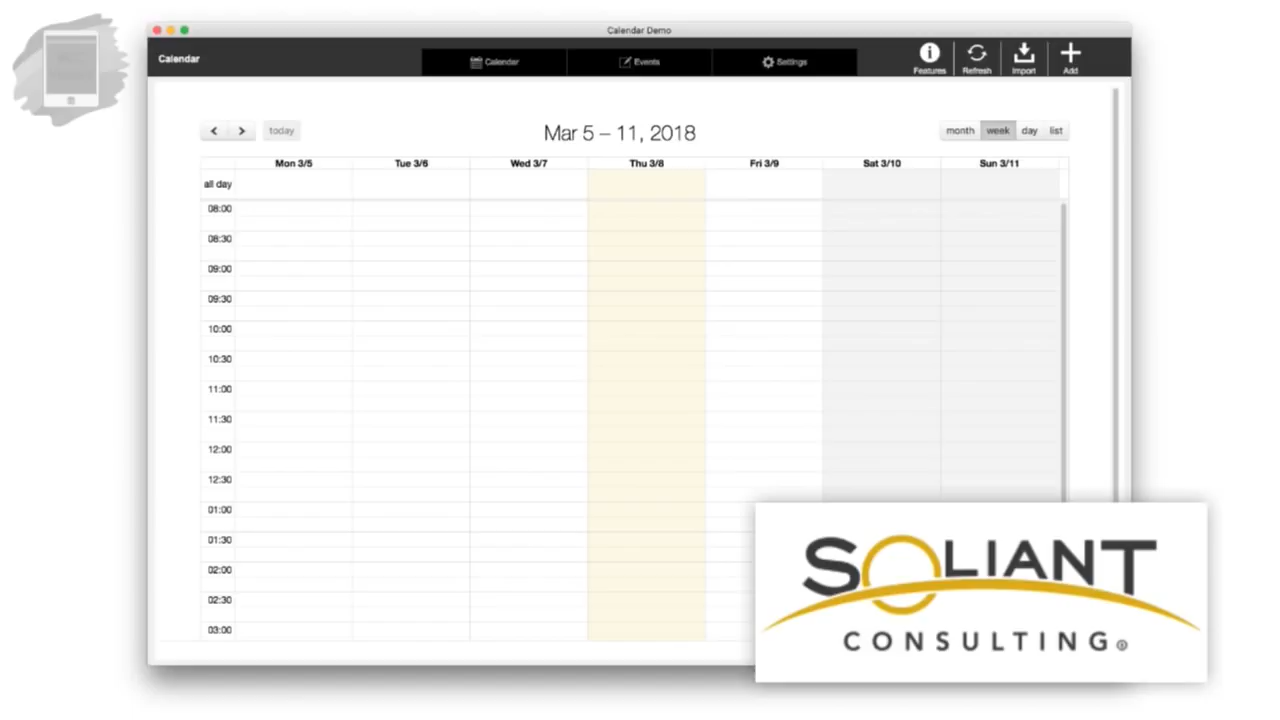 Calendar Demo
Calendar
Calendar
Events
Settings
Features
Refresh
Import
Add
today
Mar 5 – 11, 2018
month week day list
Mon 3/5 Tue 3/6 Wed 3/7 Thu 3/8 Fri 3/9 Sat 3/10 Sun 3/11
all day
08:00
08:30
09:00
09:30
10:00
10:30
11:00
11:30
12:00
12:30
01:00
01:30
02:00
02:30
03:00
SOLIANT
CONSULTING